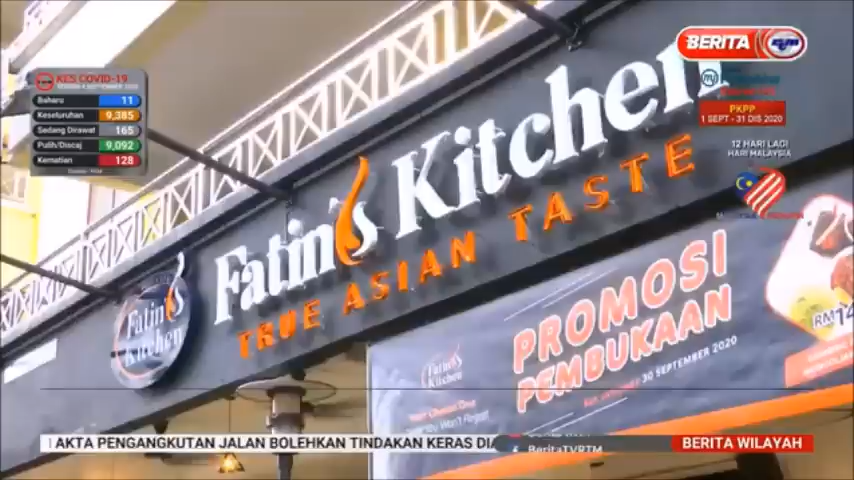 BERITA
KES COVID-19
Baharu 11
Keseluruhan 9,385
Sedang Dirawat 165
Pulih/Discaj 9,092
Kematian 128
PKPP
1 SEPT - 31 DIS 2020
12 HARI LAGI
HARI MALAYSIA
Fatin's Kitchen
TRUE ASIAN TASTE
Fatin's
Kitchen
PROMOSI
PEMBUKAAN
30 SEPTEMBER 2020
Fatin's
Kitchen
RM14
AKTA PENGANGKUTAN JALAN BOLEHKAN TINDAKAN KERAS DIA
BeritaTVRTM
BERITA WILAYAH